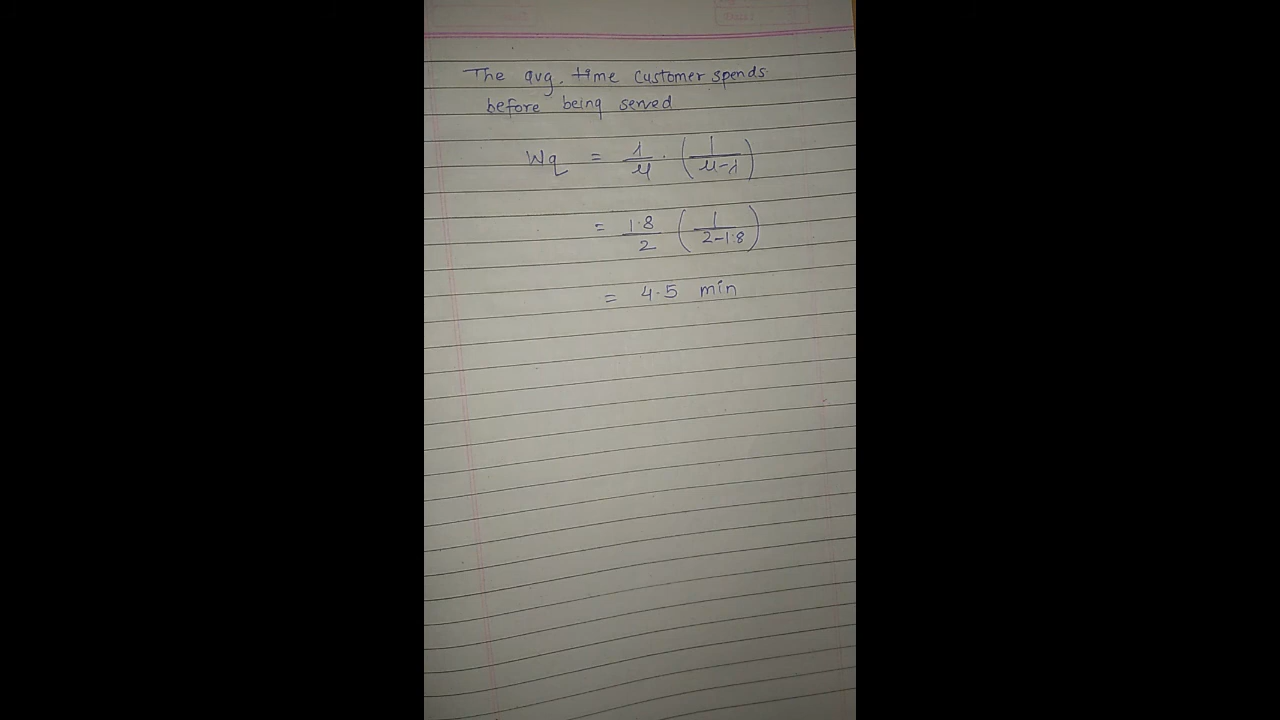 The avg. time customer spends
before being served
Wq = λ/μ · (1/(μ-λ))
= 1.8/2 (1/(2-1.8))
= 4.5 min